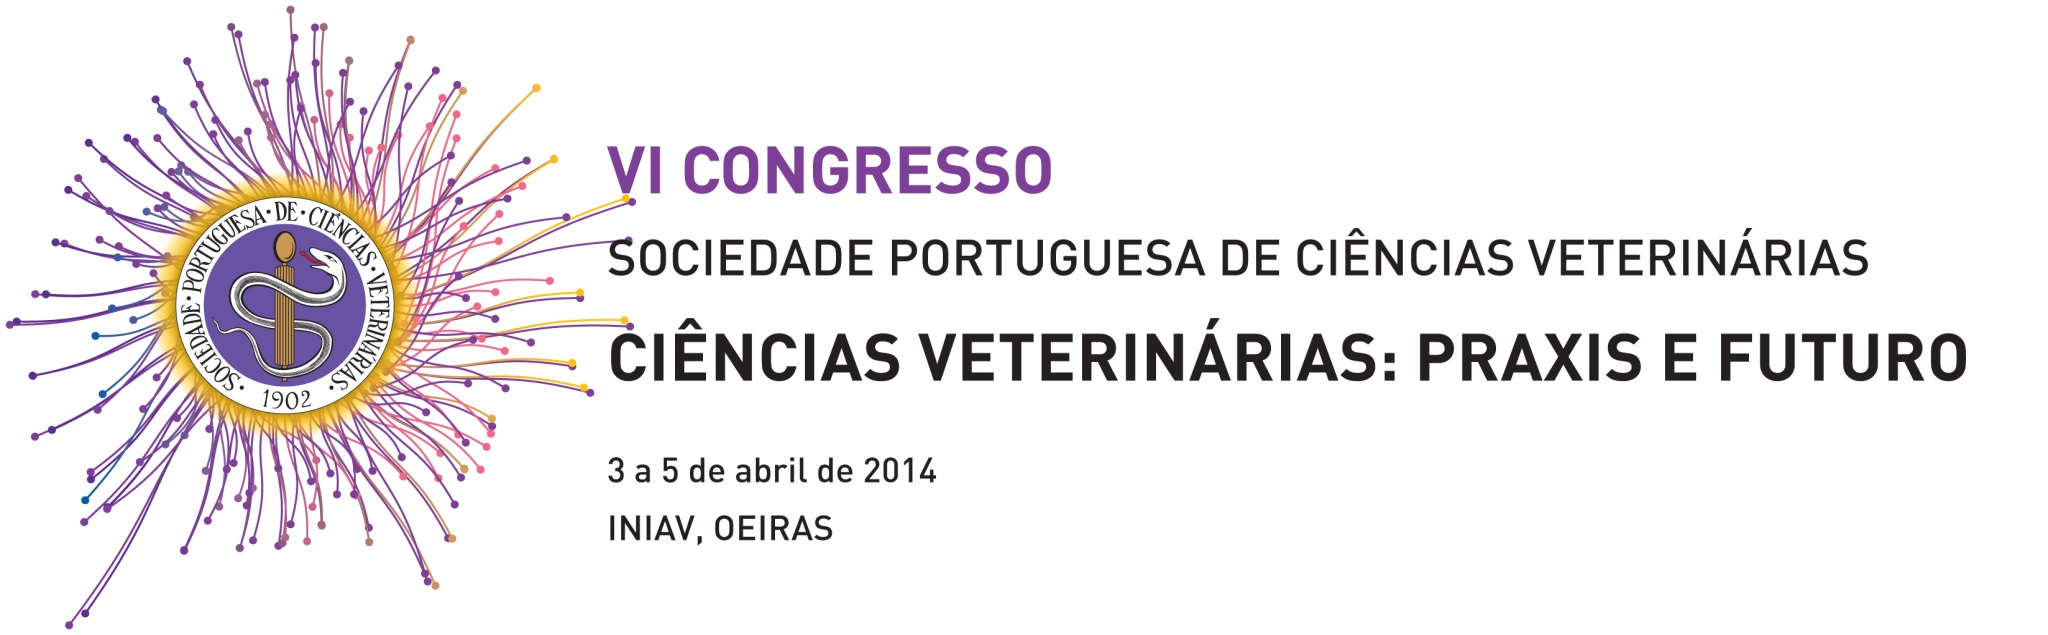 SOCIEDADE · PORTUGUESA · DE · CIÊNCIAS · VETERINÁRIAS ·
1902
VI CONGRESSO
SOCIEDADE PORTUGUESA DE CIÊNCIAS VETERINÁRIAS
CIÊNCIAS VETERINÁRIAS: PRAXIS E FUTURO
3 a 5 de abril de 2014
INIAV, OEIRAS